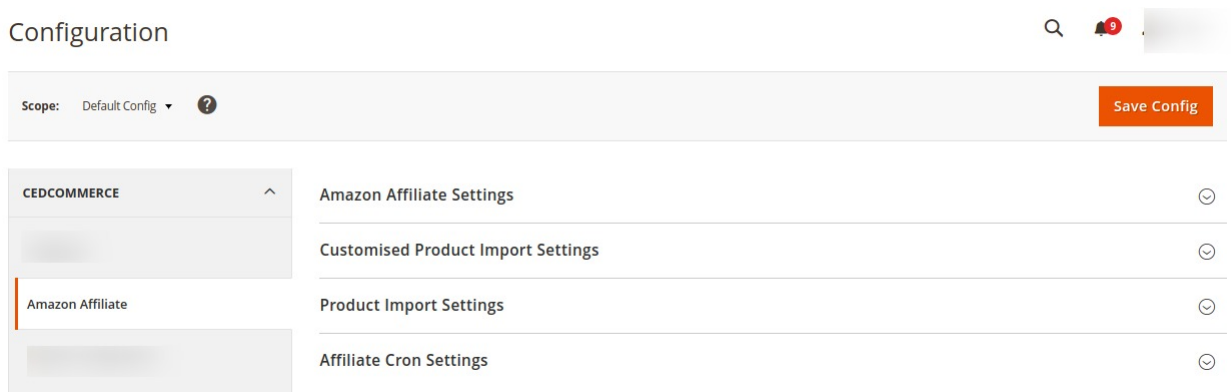 Configuration
9
Scope: Default Config
?
Save Config
CEDCOMMERCE
Amazon Affiliate
Amazon Affiliate Settings
Customised Product Import Settings
Product Import Settings
Affiliate Cron Settings